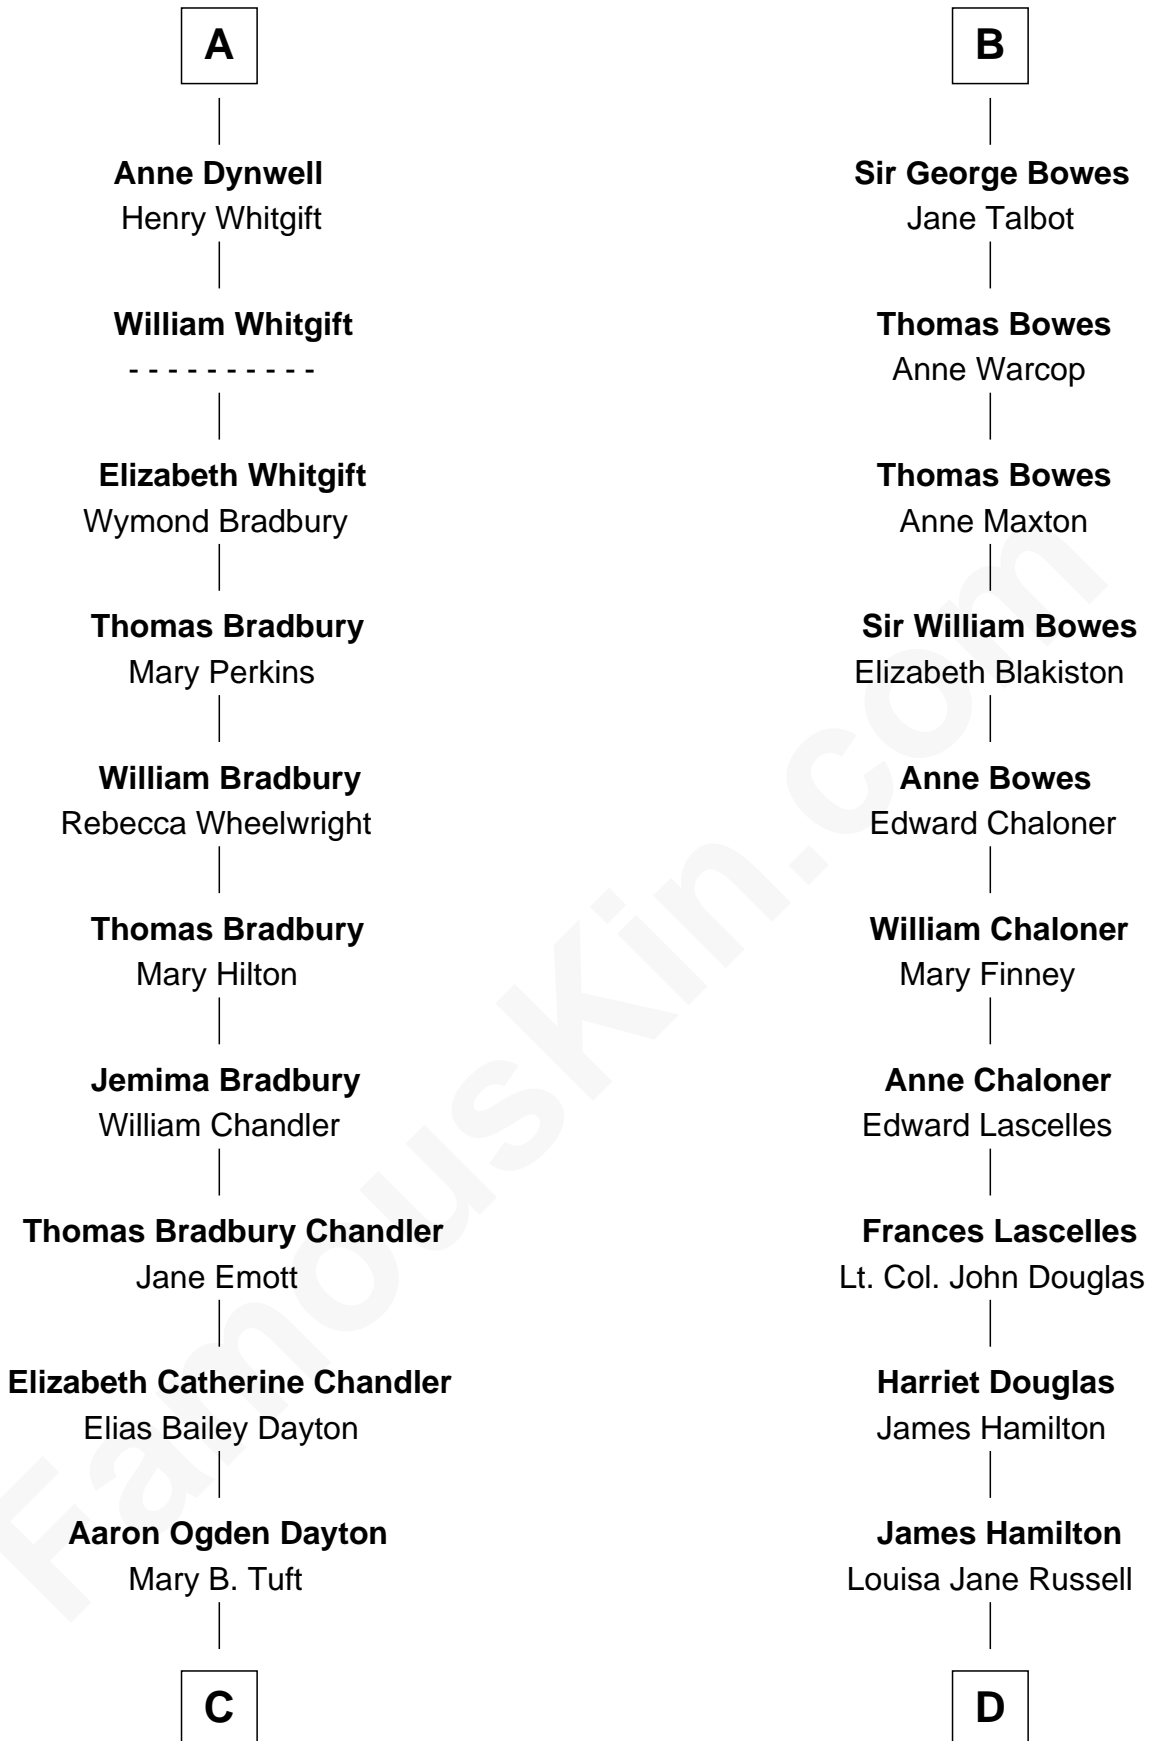 A
Anne Dynwell
Henry Whitgift
William Whitgift
- - - - - - - - - -
Elizabeth Whitgift
Wymond Bradbury
Thomas Bradbury
Mary Perkins
William Bradbury
Rebecca Wheelwright
Thomas Bradbury
Mary Hilton
Jemima Bradbury
William Chandler
Thomas Bradbury Chandler
Jane Emott
Elizabeth Catherine Chandler
Elias Bailey Dayton
Aaron Ogden Dayton
Mary B. Tuft
C
B
Sir George Bowes
Jane Talbot
Thomas Bowes
Anne Warcop
Thomas Bowes
Anne Maxton
Sir William Bowes
Elizabeth Blakiston
Anne Bowes
Edward Chaloner
William Chaloner
Mary Finney
Anne Chaloner
Edward Lascelles
Frances Lascelles
Lt. Col. John Douglas
Harriet Douglas
James Hamilton
James Hamilton
Louisa Jane Russell
D
FamousKin.com